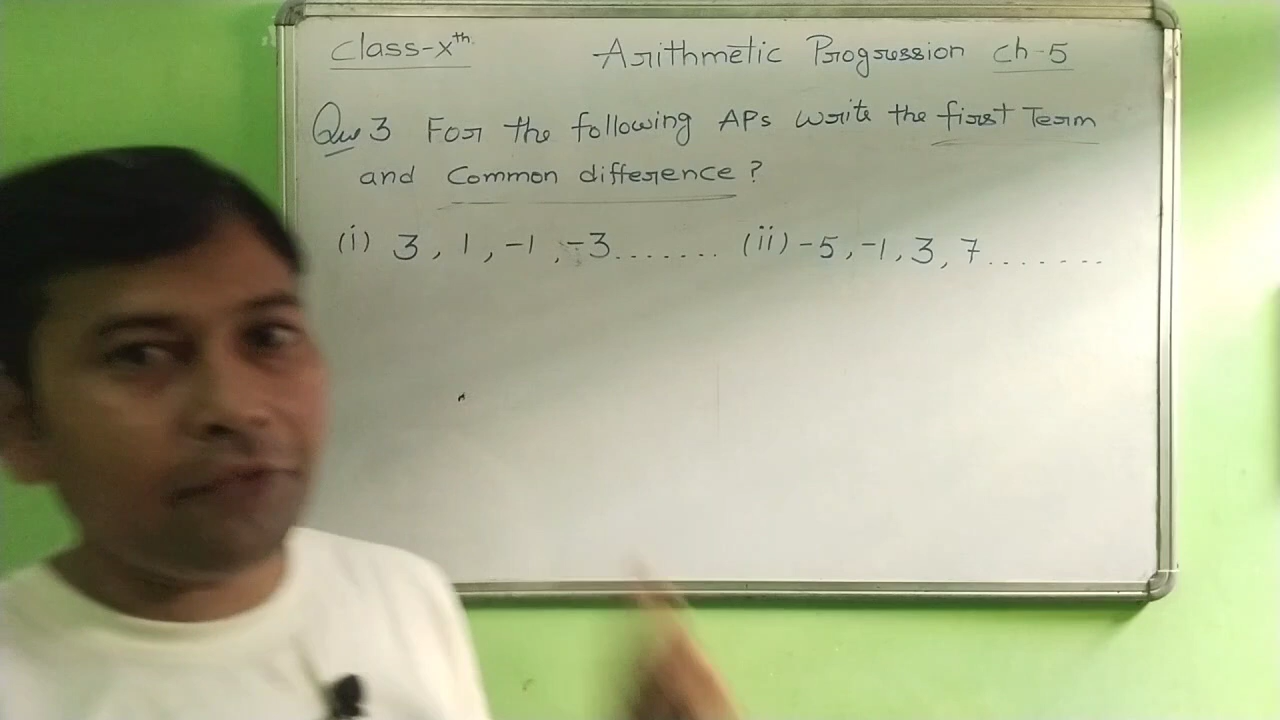 Class-Xth. Arithmetic Progression Ch-5
Que 3 For the following APs write the first Term
and Common difference ?
(i) 3 , 1 , -1 , -3....... (ii) -5 , -1 , 3 , 7.......